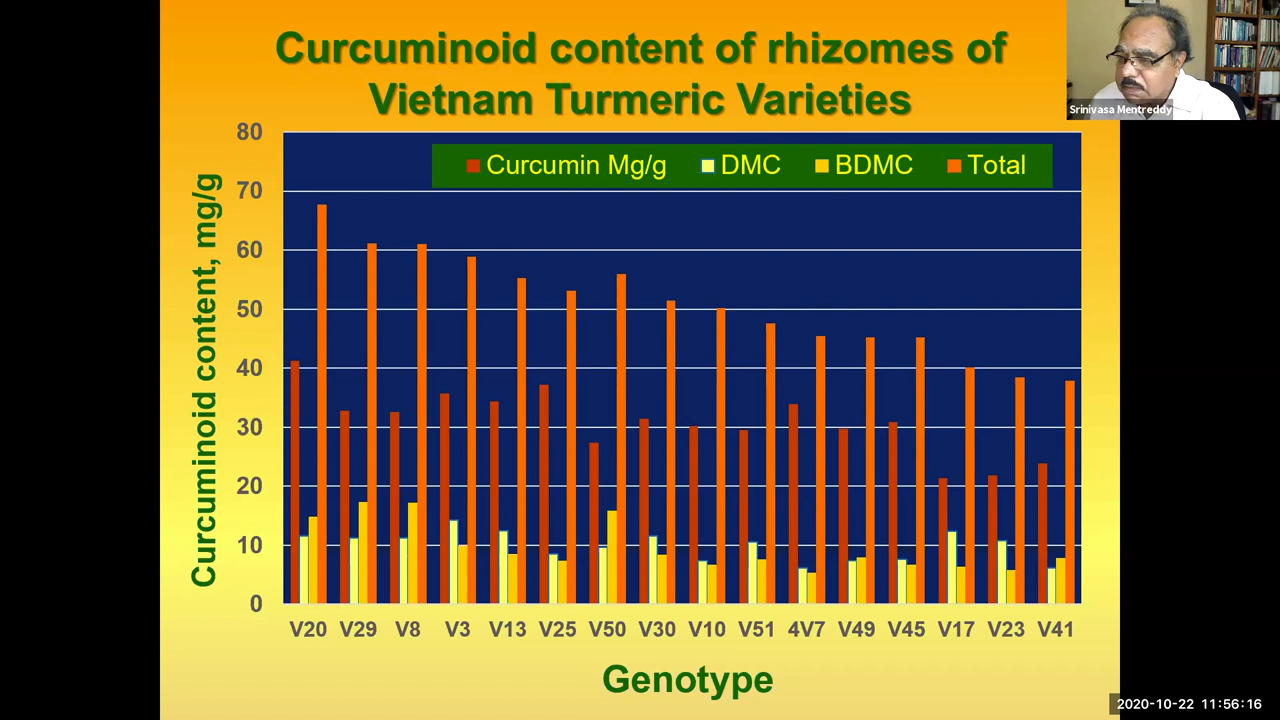 Curcuminoid content of rhizomes of
Vietnam Turmeric Varieties
Srinivasa Mentreddy
Curcumin Mg/g DMC BDMC Total
Curcuminoid content, mg/g
80
70
60
50
40
30
20
10
0
V20 V29 V8 V3 V13 V25 V50 V30 V10 V51 4V7 V49 V45 V17 V23 V41
Genotype
2020-10-22 11:56:16